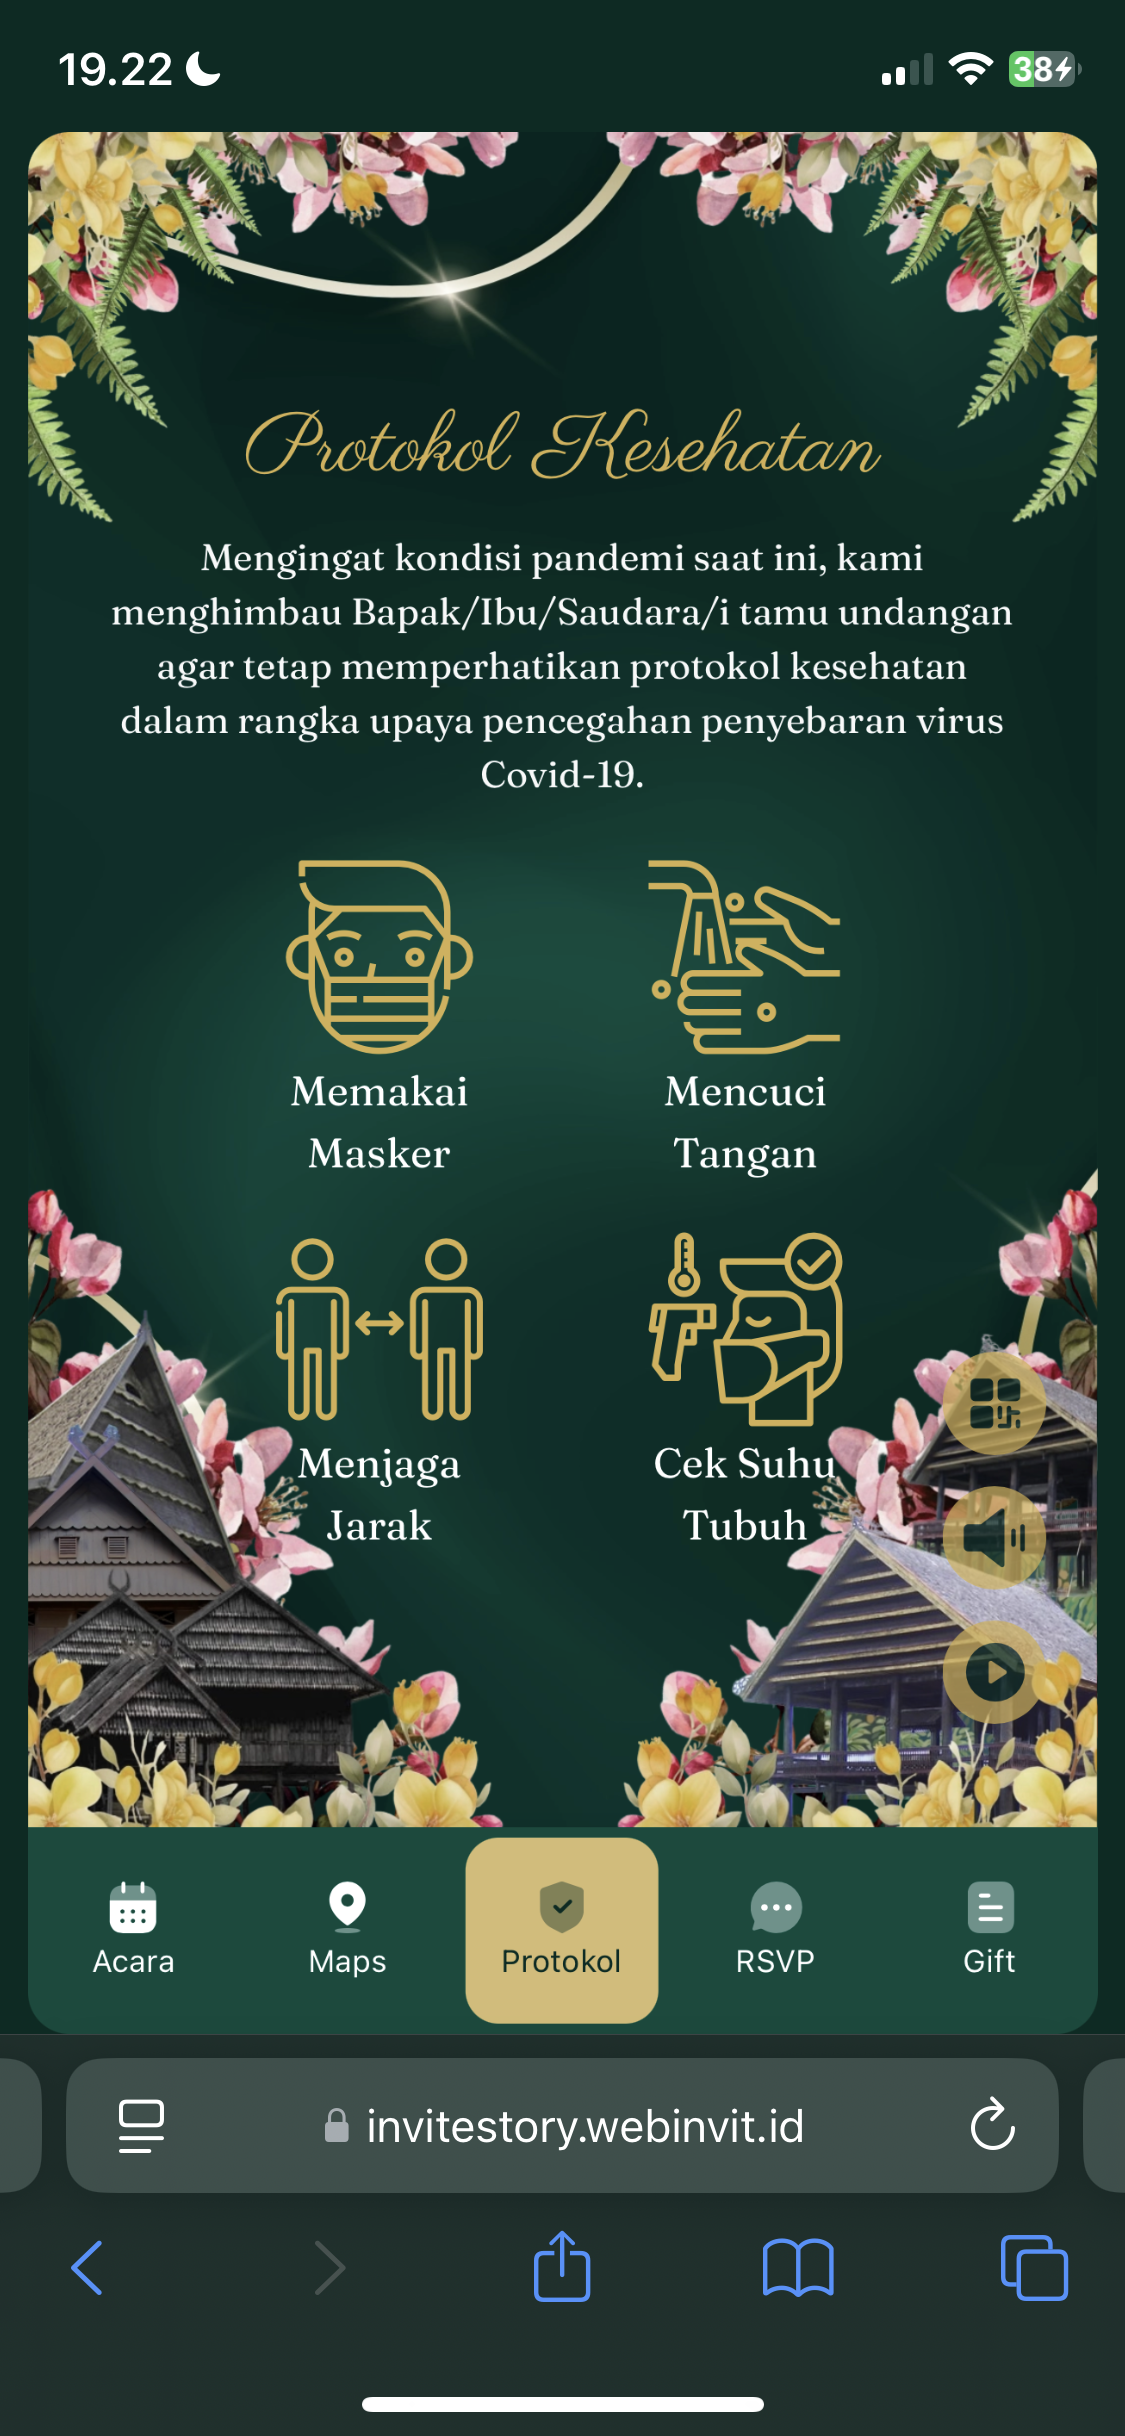 19.22
38
Protokol Kesehatan
Mengingat kondisi pandemi saat ini, kami
menghimbau Bapak/Ibu/Saudara/i tamu undangan
agar tetap memperhatikan protokol kesehatan
dalam rangka upaya pencegahan penyebaran virus
Covid-19.
Memakai
Masker
Mencuci
Tangan
Menjaga
Jarak
Cek Suhu
Tubuh
Acara
Maps
Protokol
RSVP
Gift
invitestory.webinvit.id